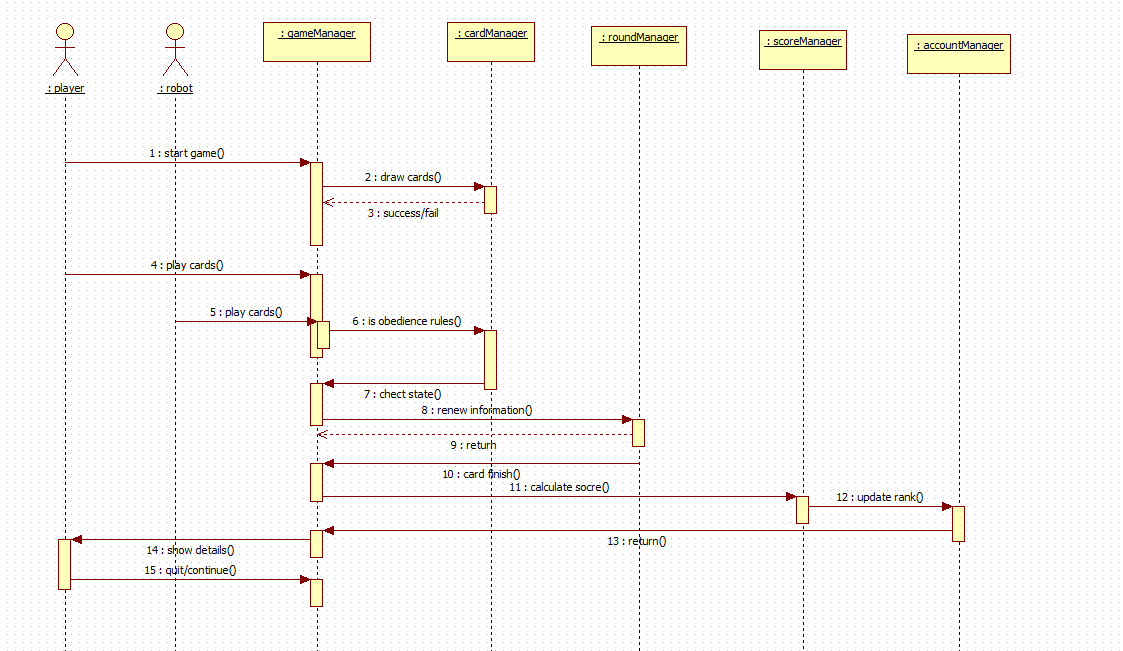 : gameManager
: cardManager
: roundManager
: scoreManager
: accountManager
: player
: robot
1 : start game()
2 : draw cards()
3 : success/fail
4 : play cards()
5 : play cards()
6 : is obedience rules()
7 : chect state()
8 : renew information()
9 : return
10 : card finish()
11 : calculate socre()
12 : update rank()
13 : return()
14 : show details()
15 : quit/continue()